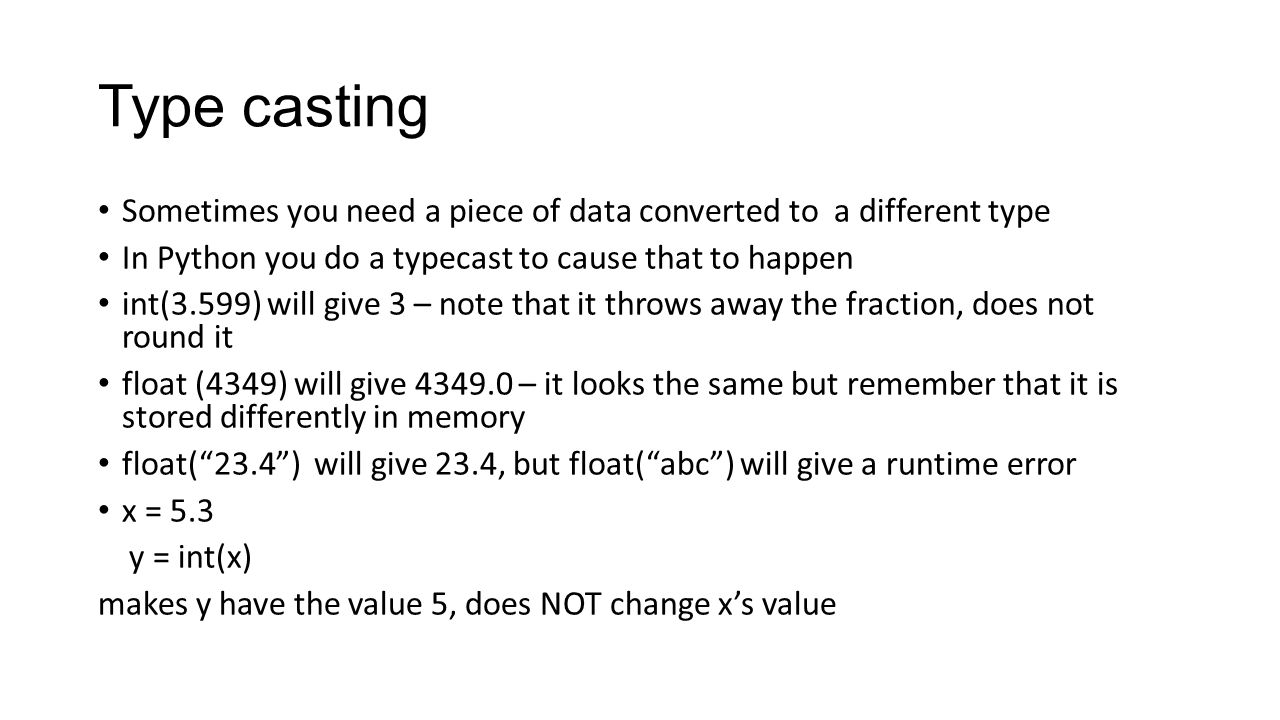 Type casting
• Sometimes you need a piece of data converted to  a different type
• In Python you do a typecast to cause that to happen
• int(3.599) will give 3 – note that it throws away the fraction, does not
round it
• float (4349) will give 4349.0 – it looks the same but remember that it is
stored differently in memory
• float(“23.4”)  will give 23.4, but float(“abc”) will give a runtime error
• x = 5.3
y = int(x)
makes y have the value 5, does NOT change x’s value